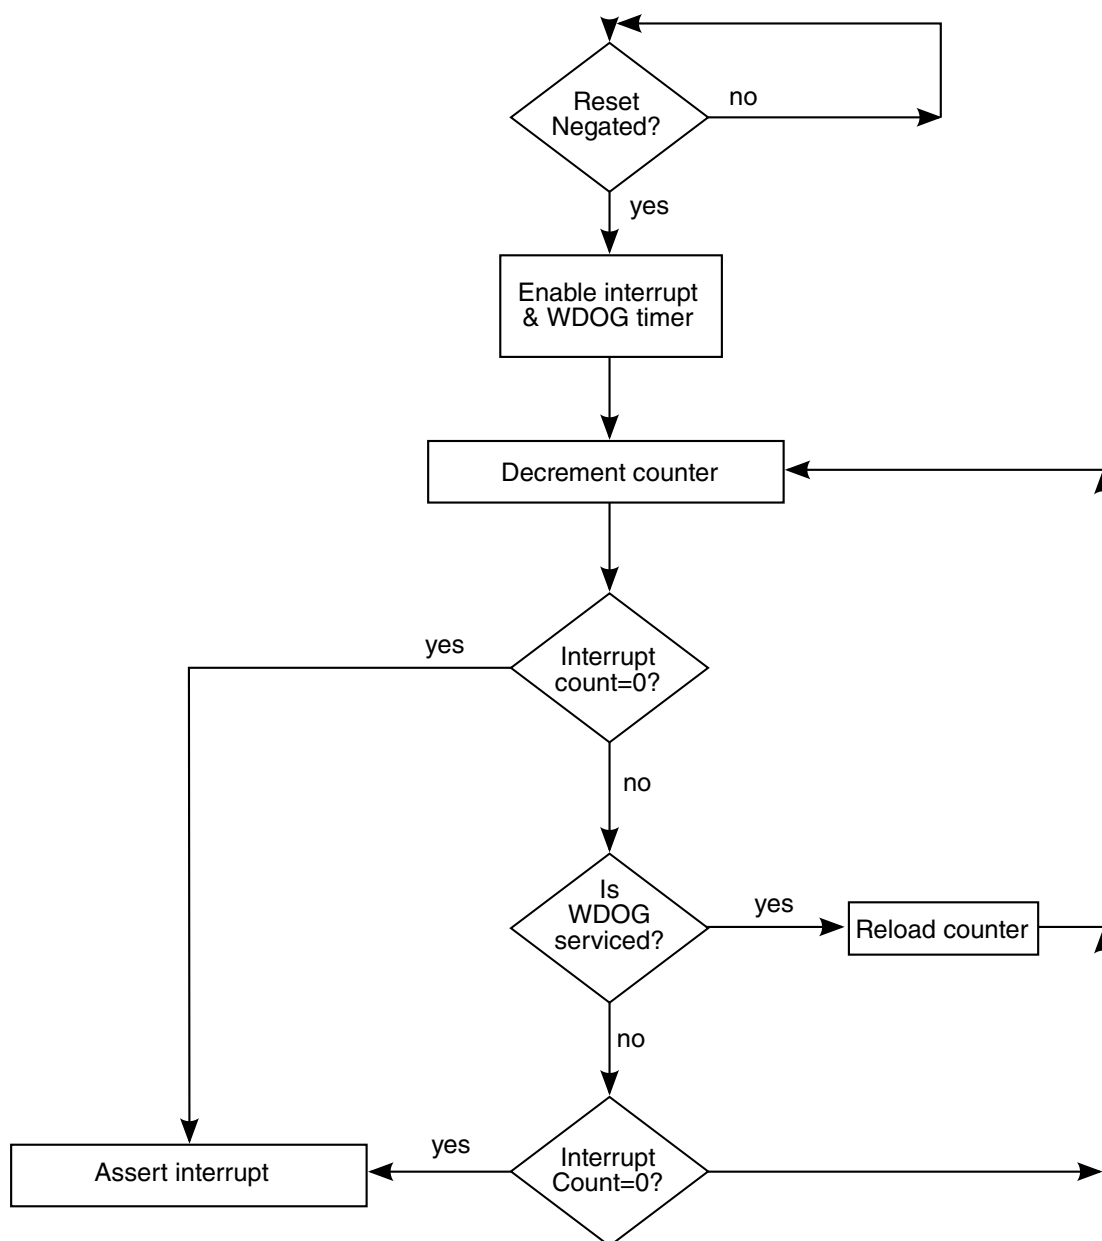 Reset
Negated?
no
yes
Enable interrupt
& WDOG timer
Decrement counter
yes
Interrupt
count=0?
no
Is
WDOG
serviced?
yes
Reload counter
no
Assert interrupt
yes
Interrupt
Count=0?